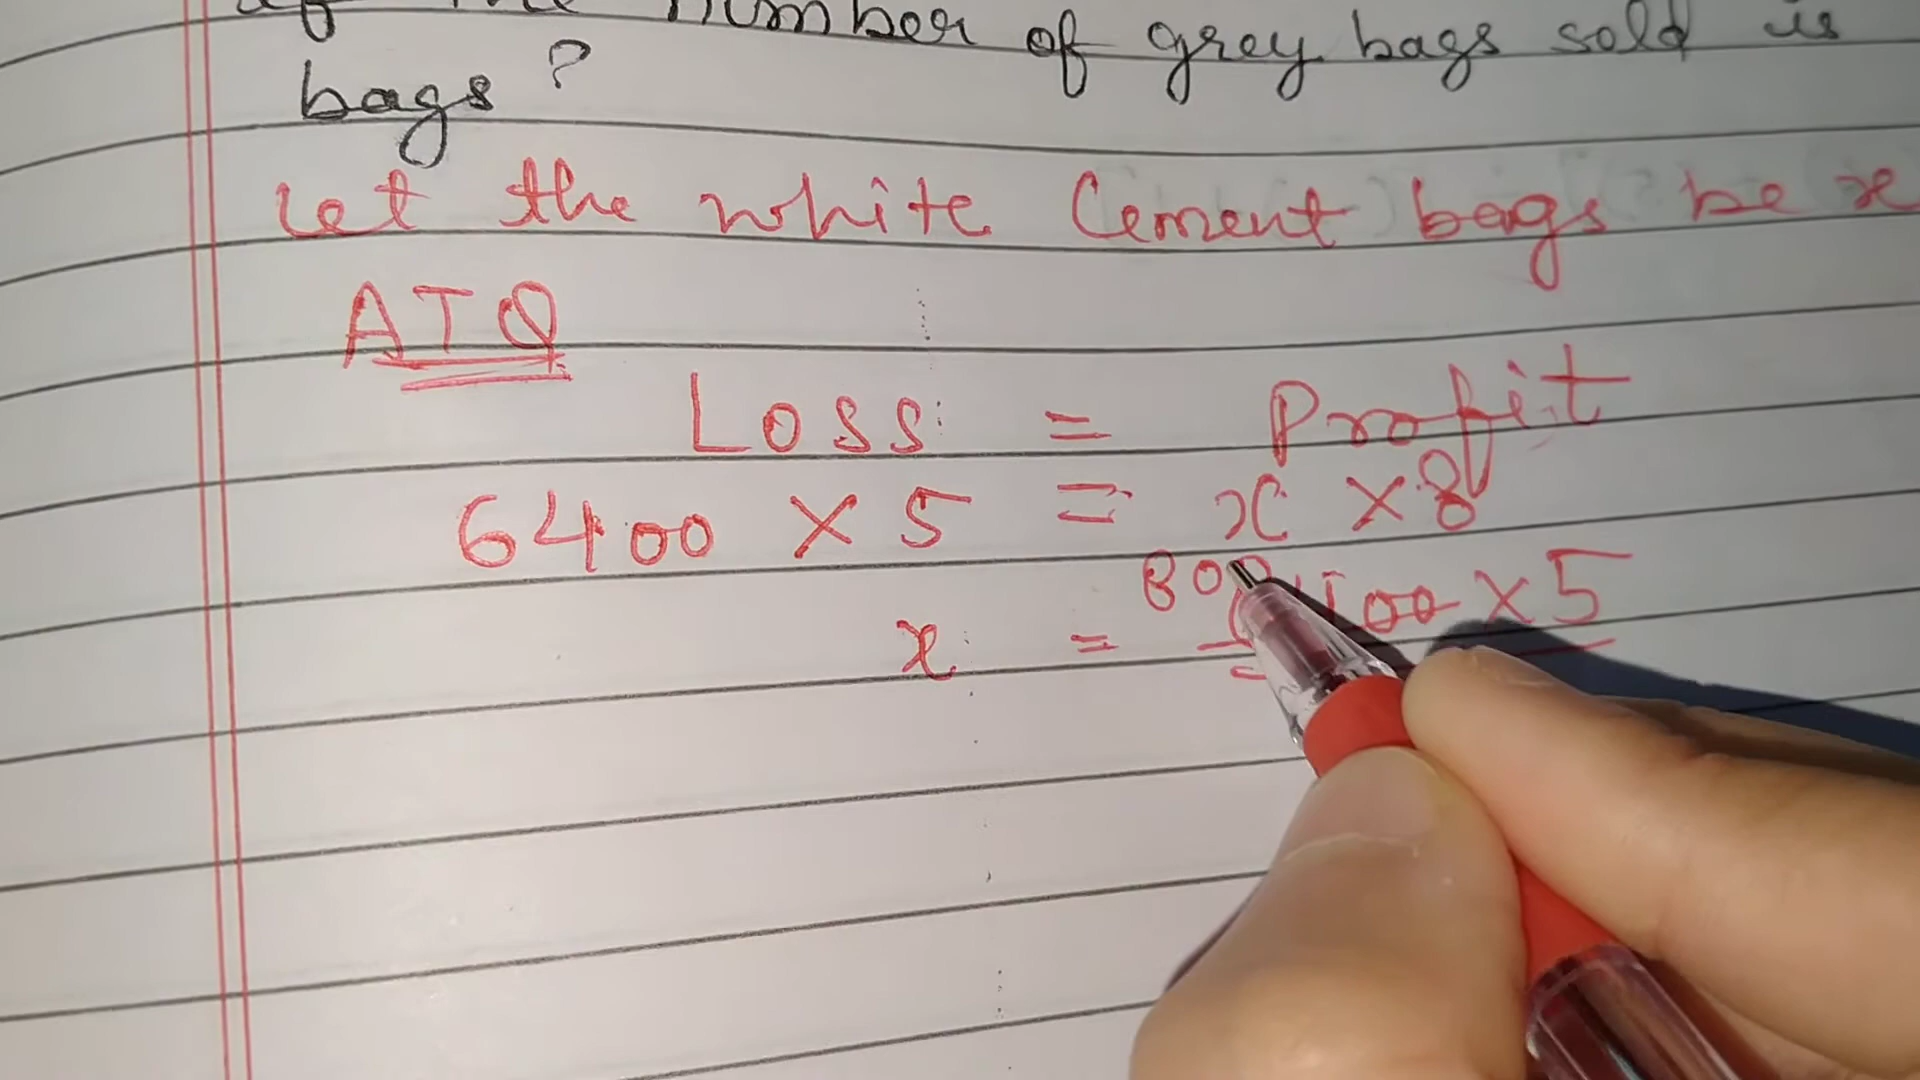 number of grey bags sold is
bags?
Let the white Cement bags be x
ATQ
Loss = Profit
6400 × 5 = x × 8
800
x = 00 × 5